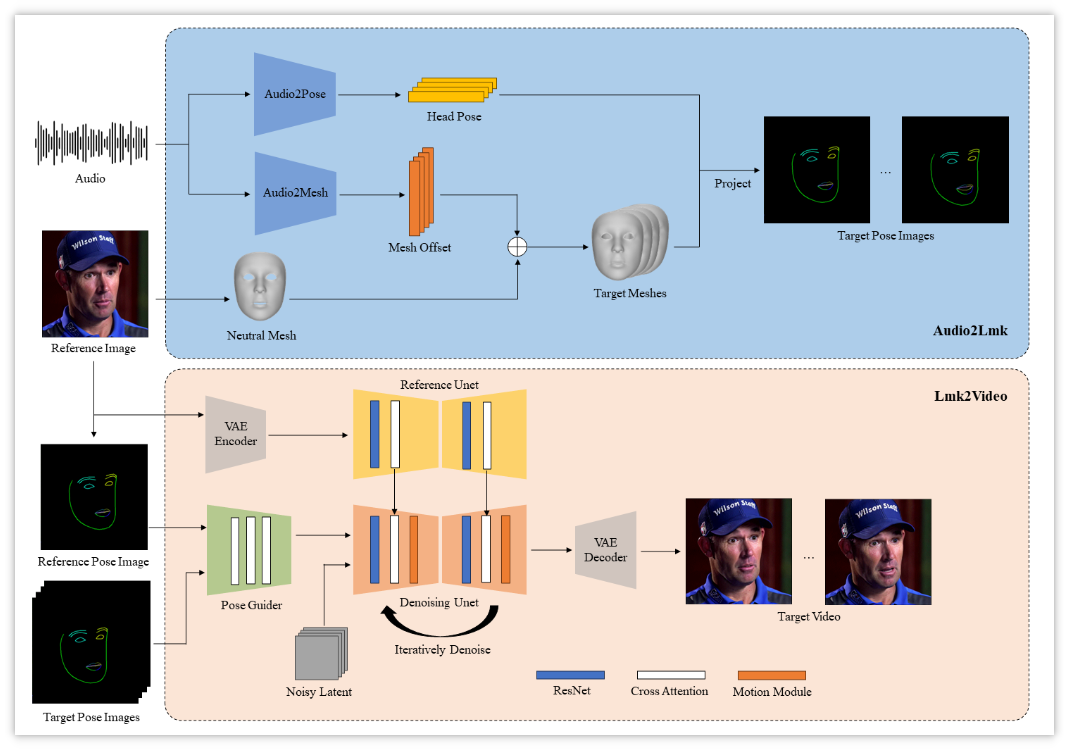 Audio2Pose
Head Pose
Audio
Audio2Mesh
Mesh Offset
Project
Target Pose Images
...
Wilson Staff
Target Meshes
Reference Image
Neutral Mesh
Audio2Lmk
Reference Unet
Lmk2Video
VAE
Encoder
Reference Pose Image
Pose Guider
Denoising Unet
VAE
Decoder
Wilson Staff
...
Wilson Staff
Target Video
Iteratively Denoise
Noisy Latent
ResNet
Cross Attention
Motion Module
Target Pose Images